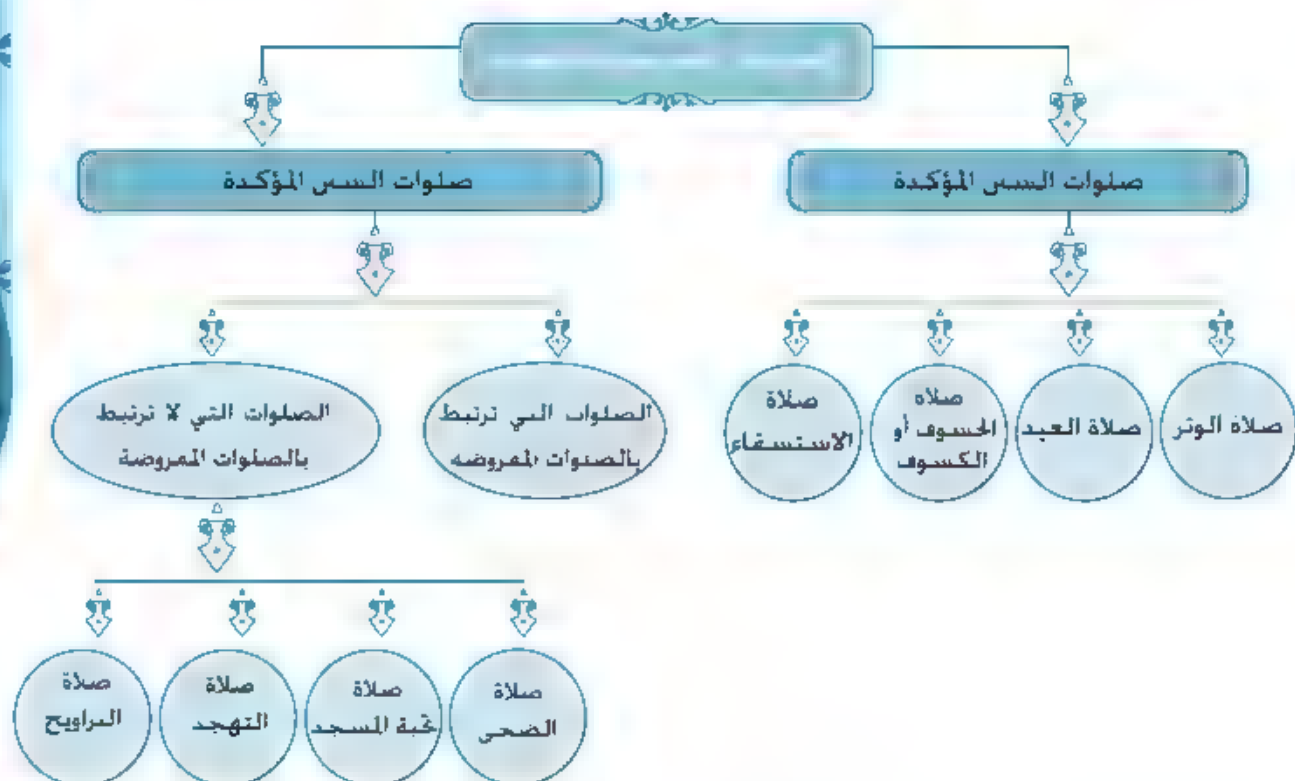 صلوات السنن المؤكدة
صلوات السنن المؤكدة
صلاة الوتر
صلاة العيد
صلاة
الخسوف أو
الكسوف
صلاة
الاستسقاء
الصلوات التي ترتبط
بالصلوات المفروضة
الصلوات التي لا ترتبط
بالصلوات المفروضة
صلاة
الضحى
صلاة
تحية المسجد
صلاة
التهجد
صلاة
التراويح